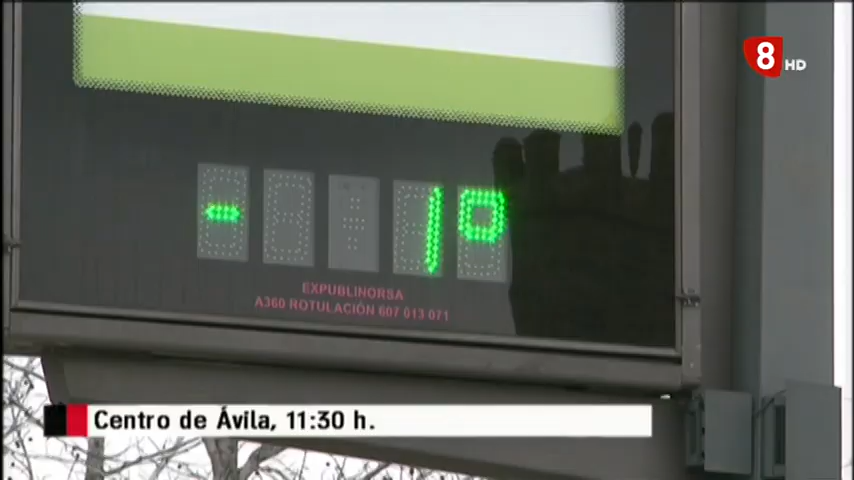 8 HD
- 1º
EXPUBLINORSA
A360 ROTULACIÓN 607 013 071
Centro de Ávila, 11:30 h.